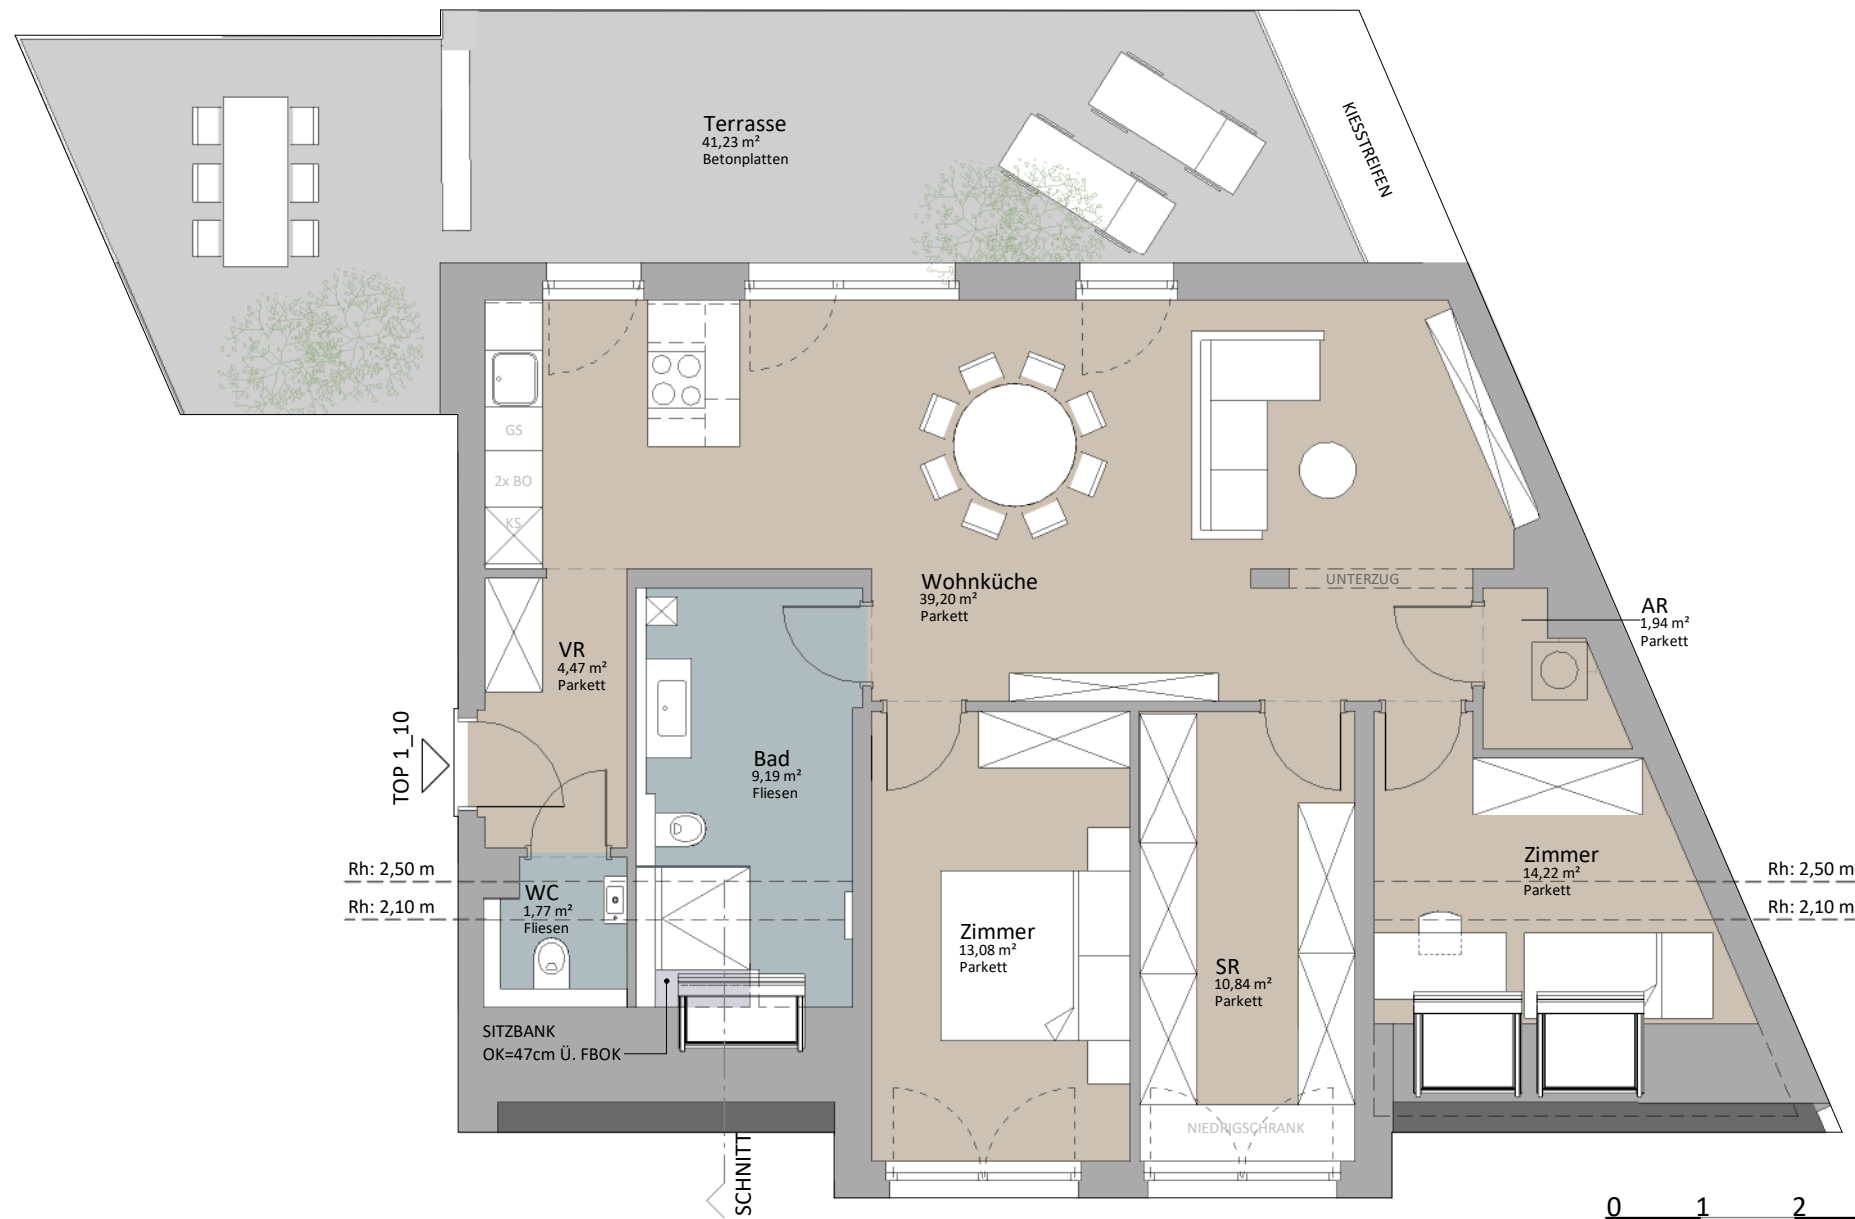 Terrasse
41,23 m²
Betonplatten
KIESSTREIFEN
GS
2x BO
KS
Wohnküche
39,20 m²
Parkett
UNTERZUG
AR
1,94 m²
Parkett
VR
4,47 m²
Parkett
TOP 1_10
Bad
9,19 m²
Fliesen
Rh: 2,50 m
Rh: 2,10 m
WC
1,77 m²
Fliesen
Zimmer
13,08 m²
Parkett
SR
10,84 m²
Parkett
Zimmer
14,22 m²
Parkett
Rh: 2,50 m
Rh: 2,10 m
SITZBANK
OK=47cm Ü. FBOK
NIEDRIGSCHRANK
SCHNITT
0 1 2